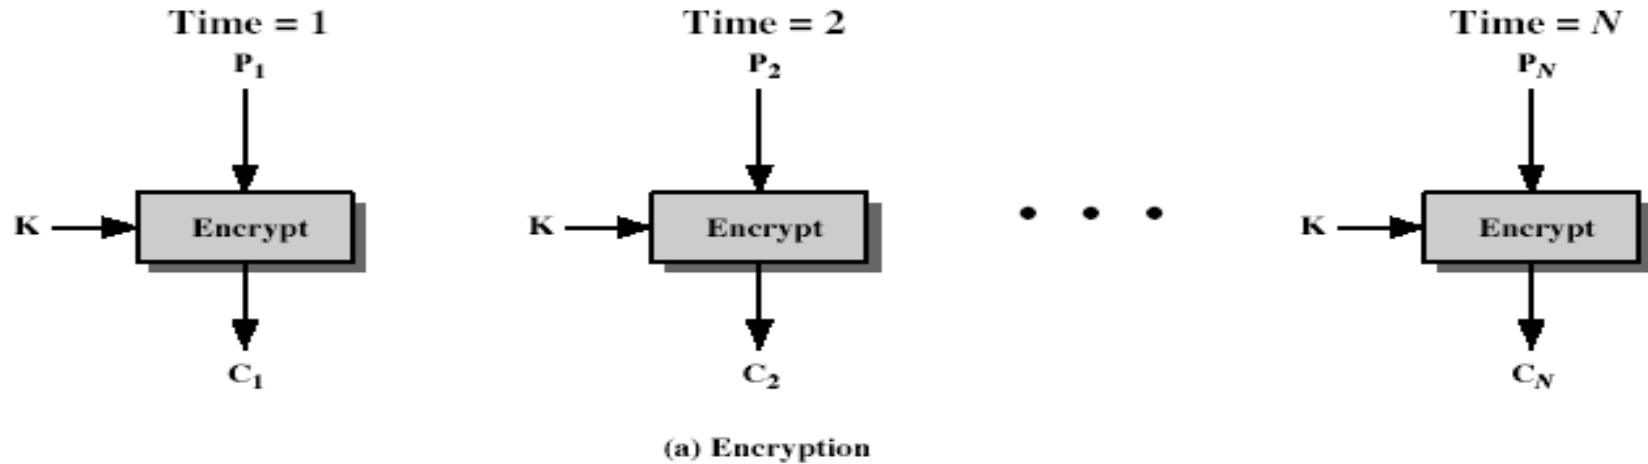 Time = 1 Time = 2 Time = N
P1 P2 PN
K Encrypt K Encrypt K Encrypt
C1 C2 CN
(a) Encryption